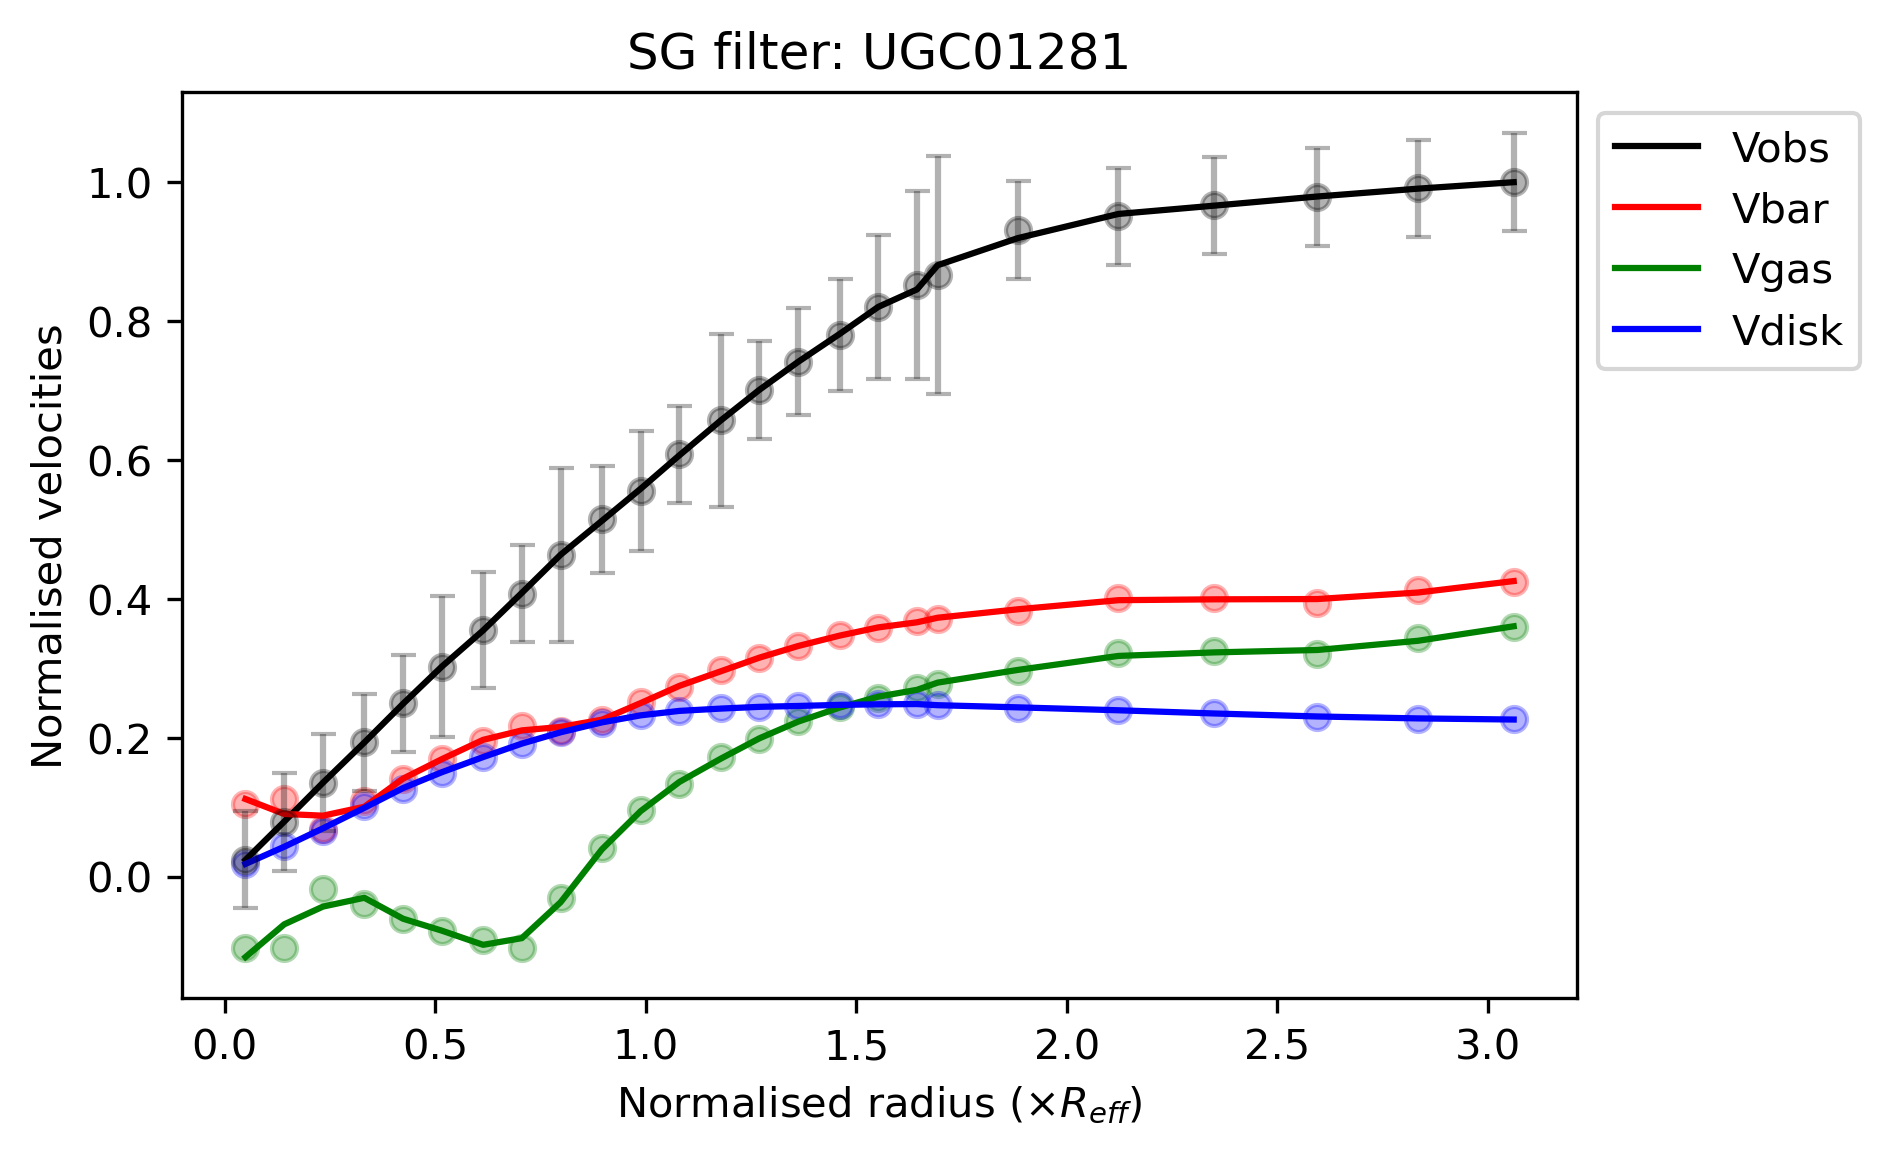 SG filter: UGC01281
Normalised velocities
1.0
0.8
0.6
0.4
0.2
0.0
0.0 0.5 1.0 1.5 2.0 2.5 3.0
Normalised radius (×R_eff)
Vobs
Vbar
Vgas
Vdisk